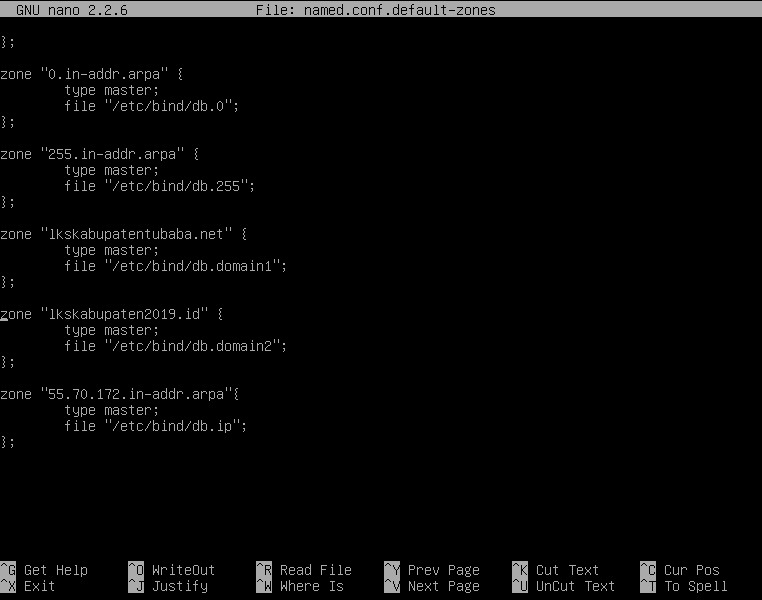 GNU nano 2.2.6 File: named.conf.default-zones
};
zone "0.in-addr.arpa" {
type master;
file "/etc/bind/db.0";
};
zone "255.in-addr.arpa" {
type master;
file "/etc/bind/db.255";
};
zone "lkskabupatentubaba.net" {
type master;
file "/etc/bind/db.domain1";
};
zone "lkskabupaten2019.id" {
type master;
file "/etc/bind/db.domain2";
};
zone "55.70.172.in-addr.arpa"{
type master;
file "/etc/bind/db.ip";
};
^G Get Help ^O WriteOut ^R Read File ^Y Prev Page ^K Cut Text ^C Cur Pos
^X Exit ^J Justify ^W Where Is ^V Next Page ^U UnCut Text ^T To Spell